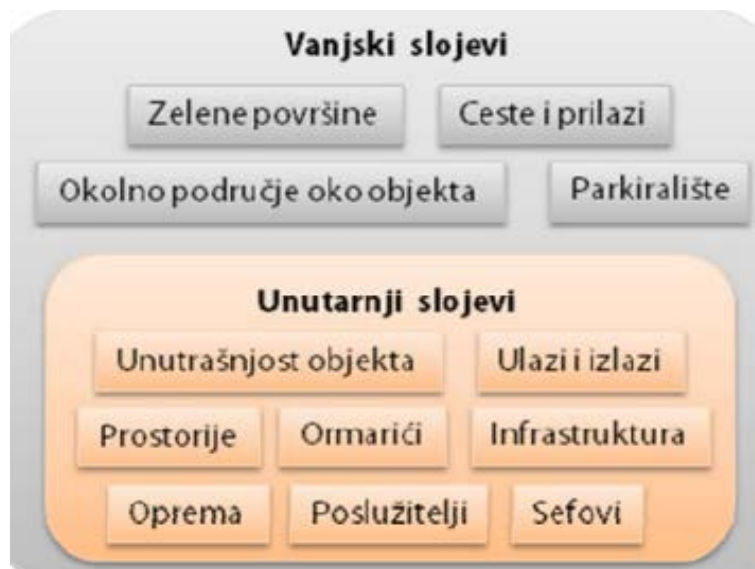 Vanjski slojevi
Zelene površine Ceste i prilazi
Okolno područje oko objekta Parkiralište
Unutarnji slojevi
Unutrašnjost objekta Ulazi i izlazi
Prostorije Ormarići Infrastruktura
Oprema Poslužitelji Sefovi